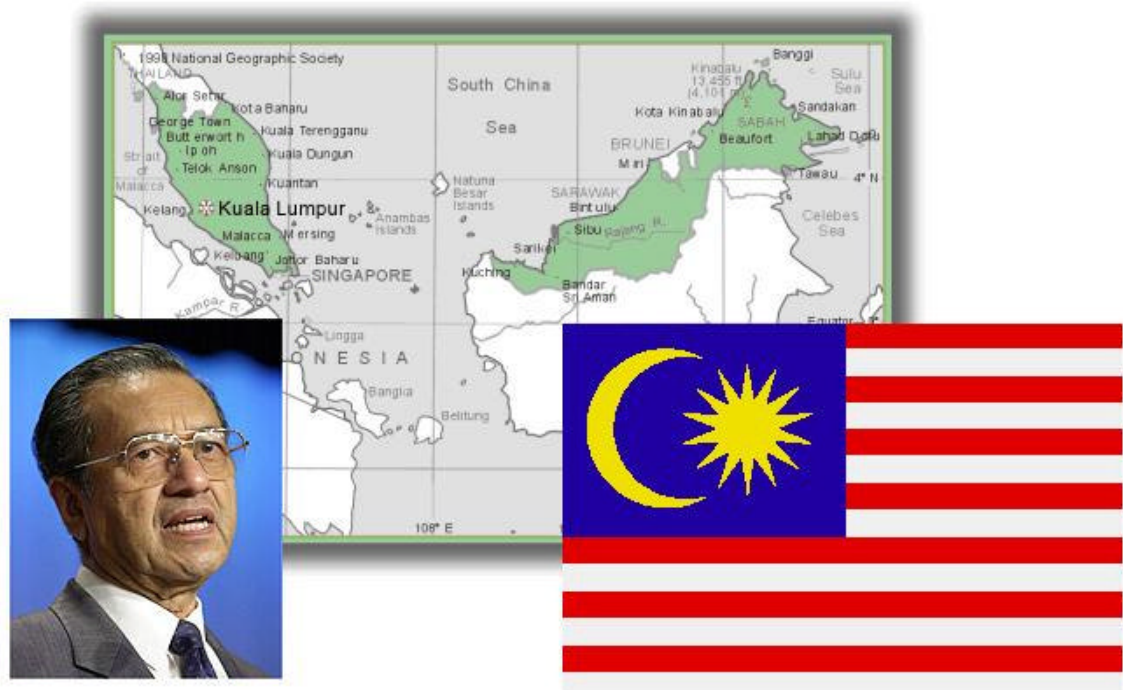 1998 National Geographic Society
THAILAND
Alor Setar
Kota Baharu
George Town
Butterworth
Kuala Terengganu
Ipoh
Kuala Dungun
Strait
of
Malacca
Telok Anson
Kuantan
Kelang
Kuala Lumpur
Malacca
Mersing
Keluang
Johor Baharu
SINGAPORE
Kampar R.
Lingga
ONESIA
Bangka
Belitung
Anambas
Islands
Natuna
Besar
Islands
South China
Sea
Banggi
Kinabalu
13,455 ft
(4,101 m)
Sulu
Sea
Kota Kinabalu
Sandakan
SABAH
BRUNEI
Beaufort
Lahad Datu
Miri
Tawau
4° N
SARAWAK
Bintulu
Celebes
Sea
Sibu
Rajang R.
Sarikei
Kuching
Bandar
Sri Aman
Equator
108° E